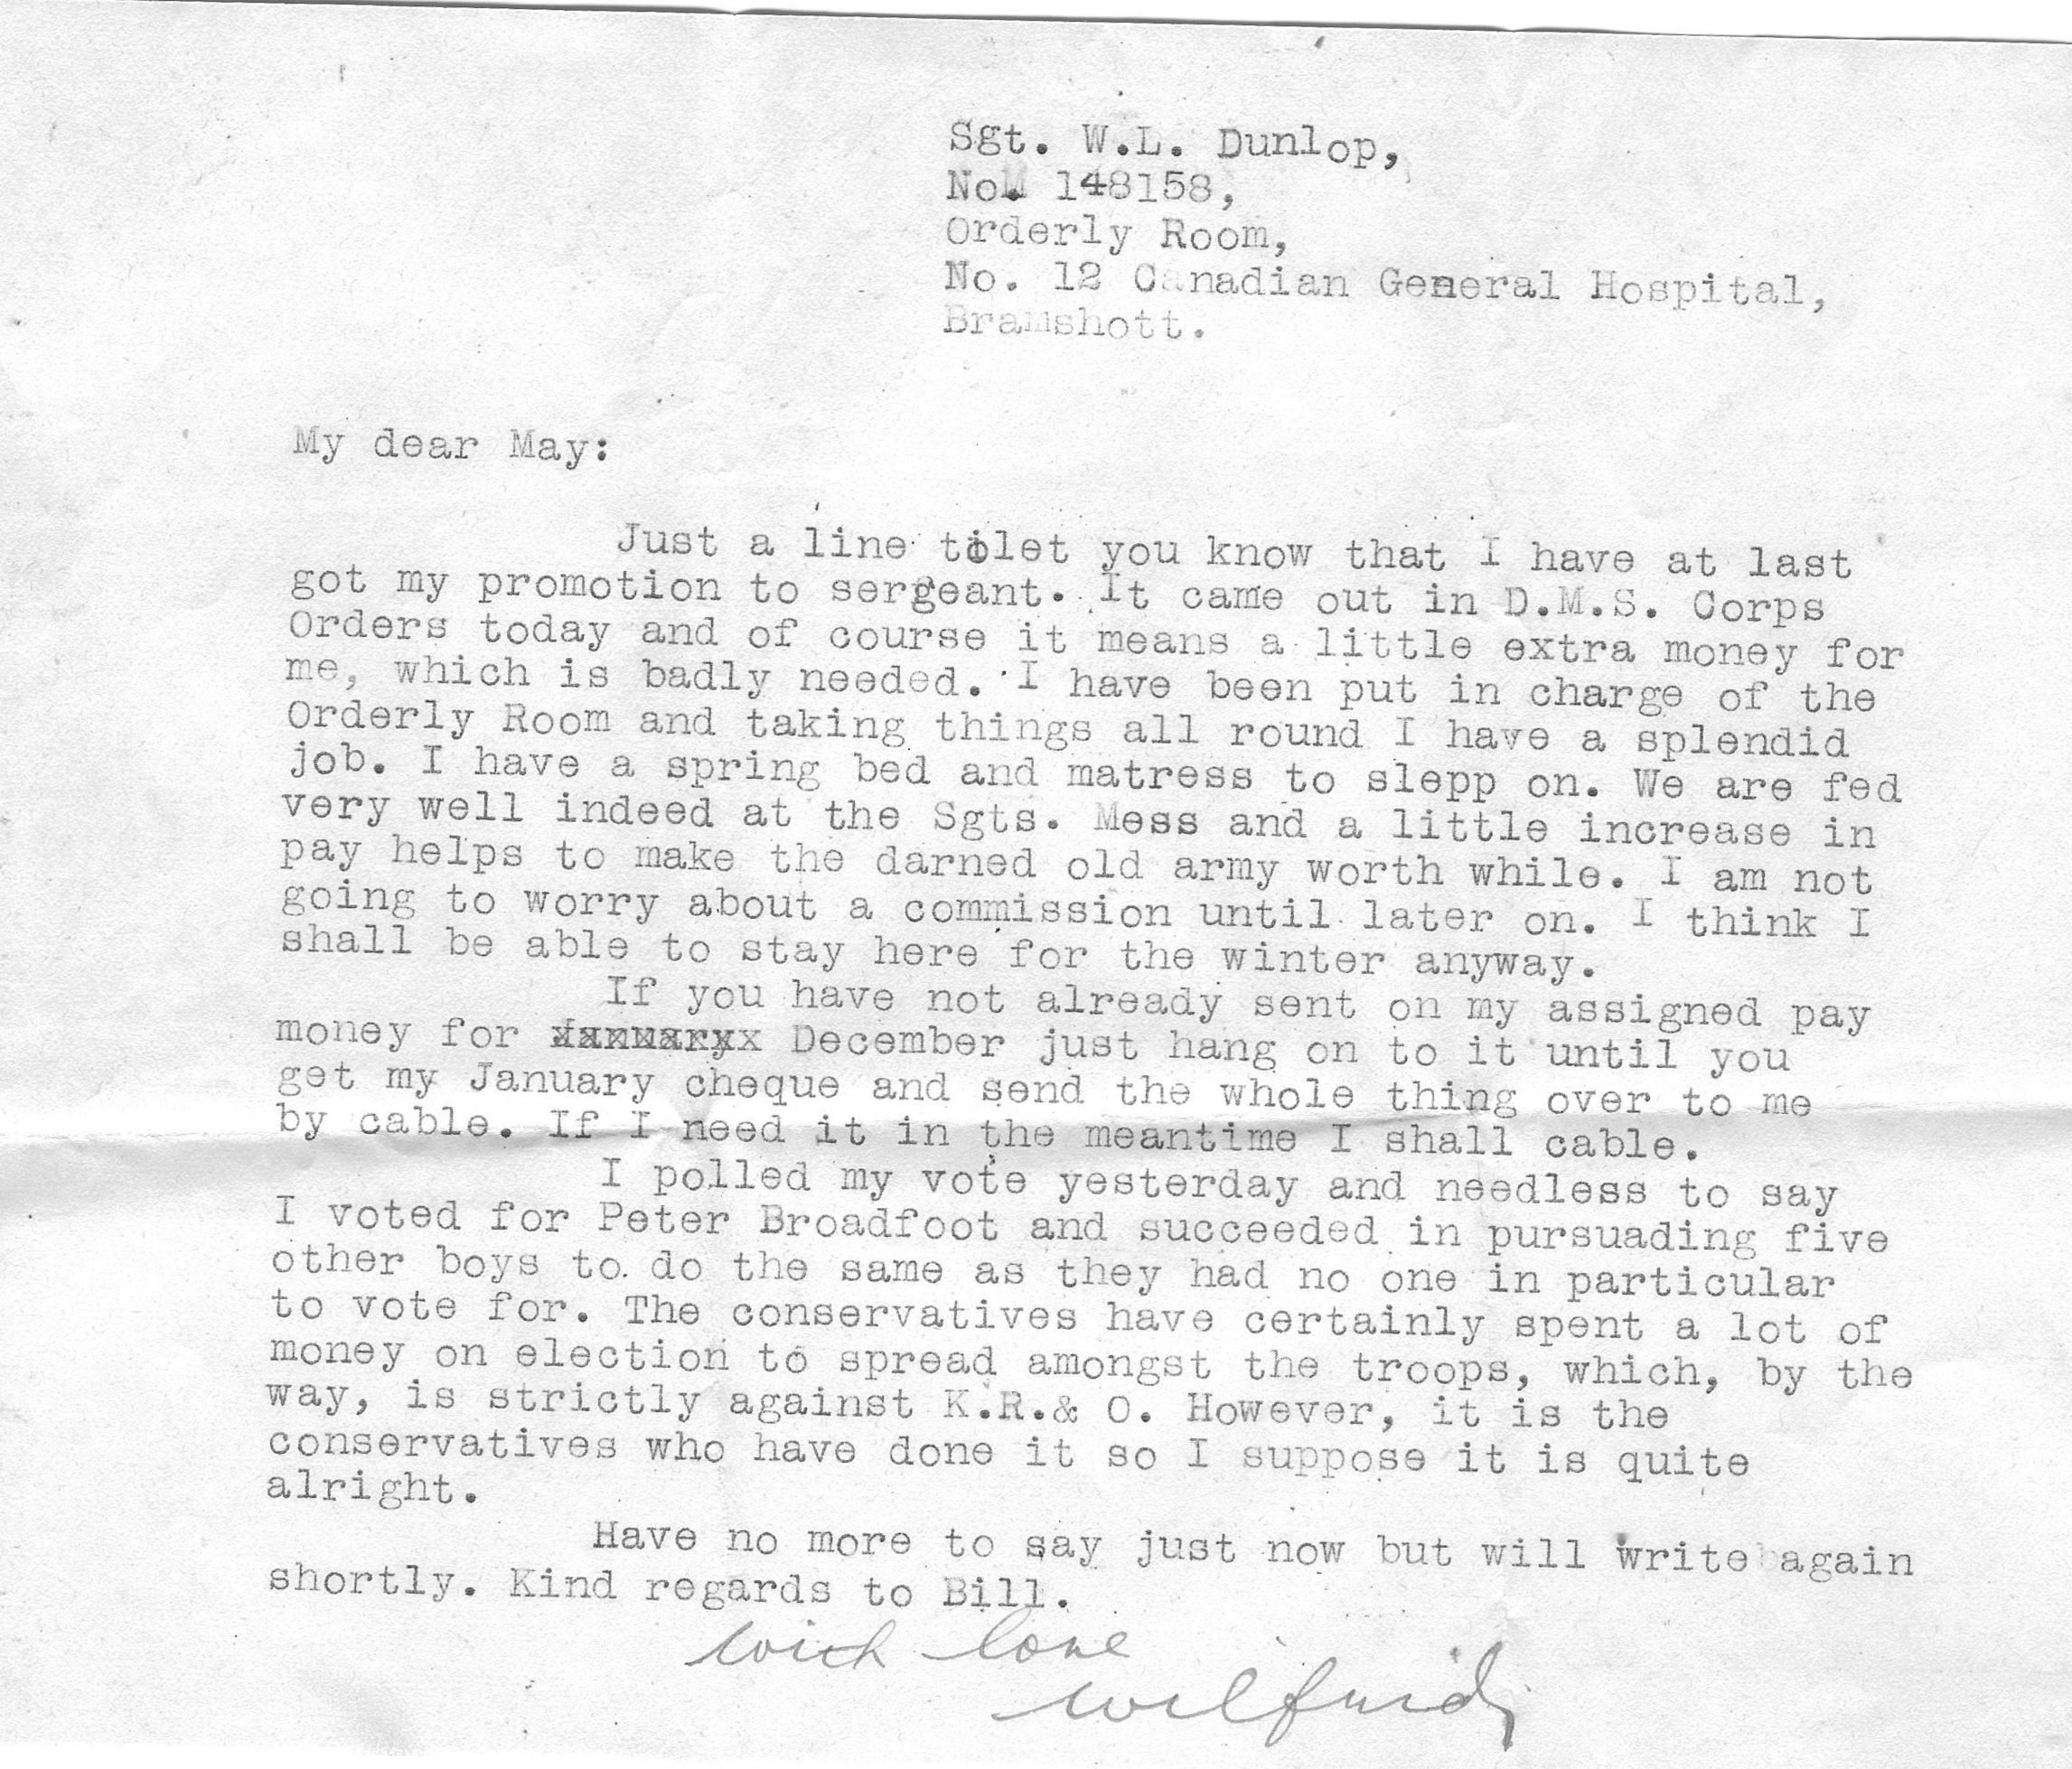 Sgt. W.L. Dunlop,
No. 148158,
Orderly Room,
No. 12 Canadian General Hospital,
Bramshott.
My dear May:
Just a line to let you know that I have at last
got my promotion to sergeant. It came out in D.M.S. Corps
Orders today and of course it means a little extra money for
me, which is badly needed. I have been put in charge of the
Orderly Room and taking things all round I have a splendid
job. I have a spring bed and matress to slepp on. We are fed
very well indeed at the Sgts. Mess and a little increase in
pay helps to make the darned old army worth while. I am not
going to worry about a commission until later on. I think I
shall be able to stay here for the winter anyway.
If you have not already sent on my assigned pay
money for January December just hang on to it until you
get my January cheque and send the whole thing over to me
by cable. If I need it in the meantime I shall cable.
I polled my vote yesterday and needless to say
I voted for Peter Broadfoot and succeeded in pursuading five
other boys to do the same as they had no one in particular
to vote for. The conservatives have certainly spent a lot of
money on election to spread amongst the troops, which, by the
way, is strictly against K.R.& O. However, it is the
conservatives who have done it so I suppose it is quite
alright.
Have no more to say just now but will write again
shortly. Kind regards to Bill.
with love
Wilfrid